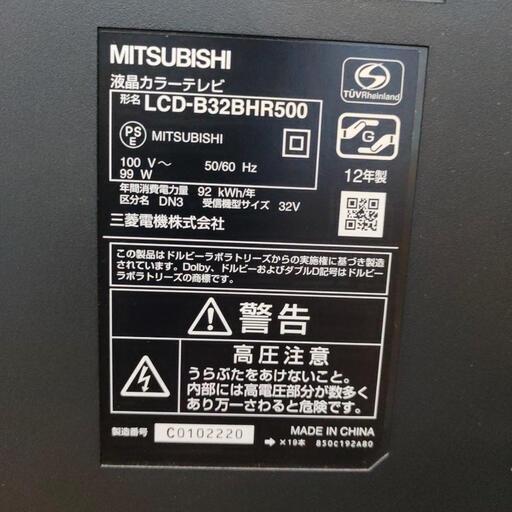 MITSUBISHI
液晶カラーテレビ
形名 LCD-B32BHR500
PS
E
MITSUBISHI
100 V～ 50/60 Hz
99 W
年間消費電力量 92 kWh/年
区分名 DN3 受信機型サイズ 32V
三菱電機株式会社
TÜVRheinland
G
12年製
この製品はドルビーラボラトリーズからの実施権に基づき製造
されています。Dolby、ドルビーおよびダブルD記号はドルビー
ラボラトリーズの商標です。
警告
高圧注意
うらぶたをあけないこと。
内部には高電圧部分が数多く
あり万一さわると危険です。
製造番号 C0102220
MADE IN CHINA
➔ ×19本 850C192A80